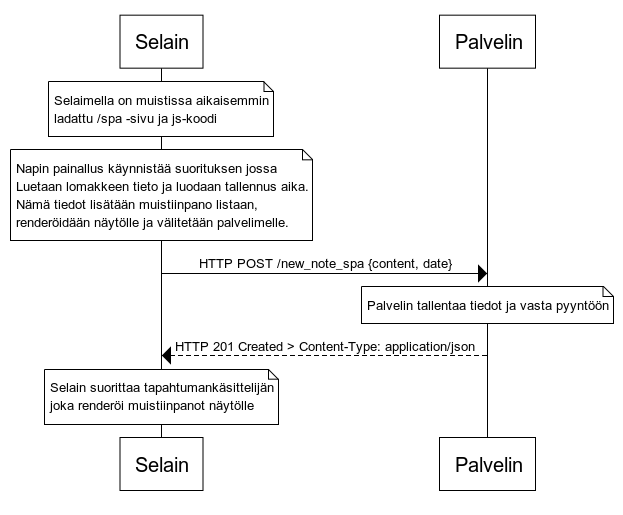 Selain
Palvelin
Selaimella on muistissa aikaisemmin
ladattu /spa -sivu ja js-koodi
Napin painallus käynnistää suorituksen jossa
Luetaan lomakkeen tieto ja luodaan tallennus aika.
Nämä tiedot lisätään muistiinpano listaan,
renderöidään näytölle ja välitetään palvelimelle.
HTTP POST /new_note_spa {content, date}
Palvelin tallentaa tiedot ja vasta pyyntöön
HTTP 201 Created > Content-Type: application/json
Selain suorittaa tapahtumankäsittelijän
joka renderöi muistiinpanot näytölle
Selain
Palvelin